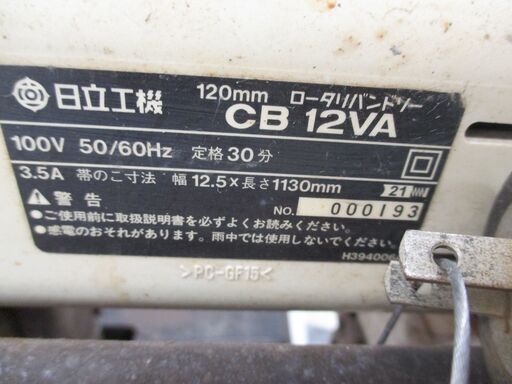 日立工機 120mm ロータリバンドソー
CB 12VA
100V 50/60Hz 定格30分
3.5A 帯のこ寸法 幅12.5×長さ1130mm 21
警告 NO. 000193
●ご使用前に取扱説明書を必ずよくお読みください。
●感電のおそれがあります。雨中では使用しないでください。
H394006
>PC-GF15<